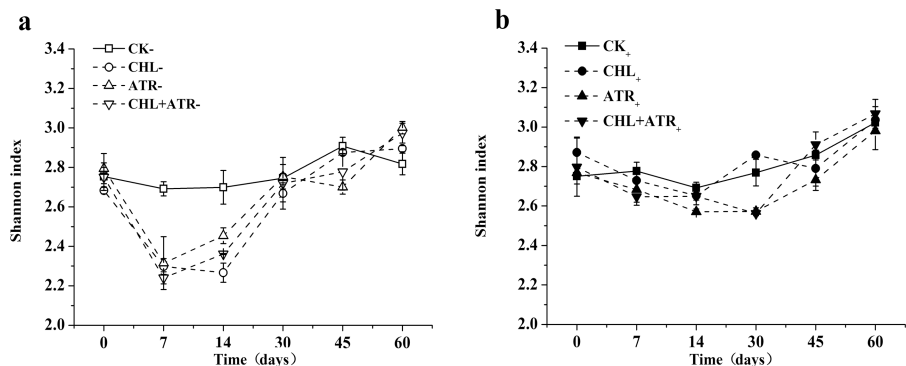 a
CK-
CHL-
ATR-
CHL+ATR-
3.4
3.2
3.0
2.8
2.6
2.4
2.2
2.0
Shannon index
0 7 14 30 45 60
Time (days)
b
CK+
CHL+
ATR+
CHL+ATR+
3.4
3.2
3.0
2.8
2.6
2.4
2.2
2.0
Shannon index
0 7 14 30 45 60
Time (days)